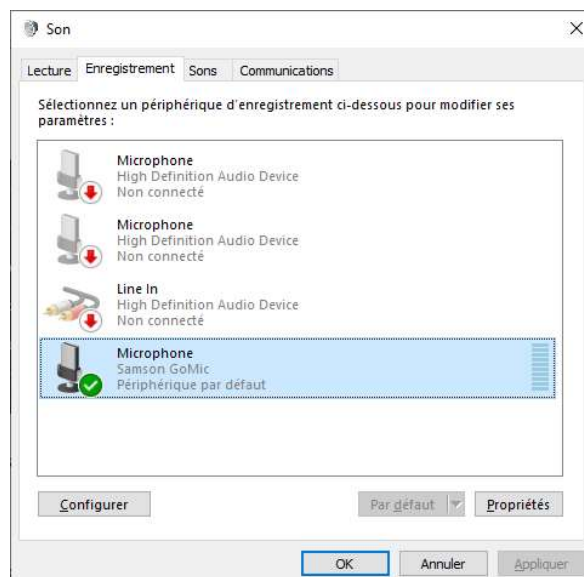 Son
Lecture Enregistrement Sons Communications
Sélectionnez un périphérique d'enregistrement ci-dessous pour modifier ses
paramètres :
Microphone
High Definition Audio Device
Non connecté
Microphone
High Definition Audio Device
Non connecté
Line In
High Definition Audio Device
Non connecté
Microphone
Samson GoMic
Périphérique par défaut
Configurer Par défaut Propriétés
OK Annuler Appliquer